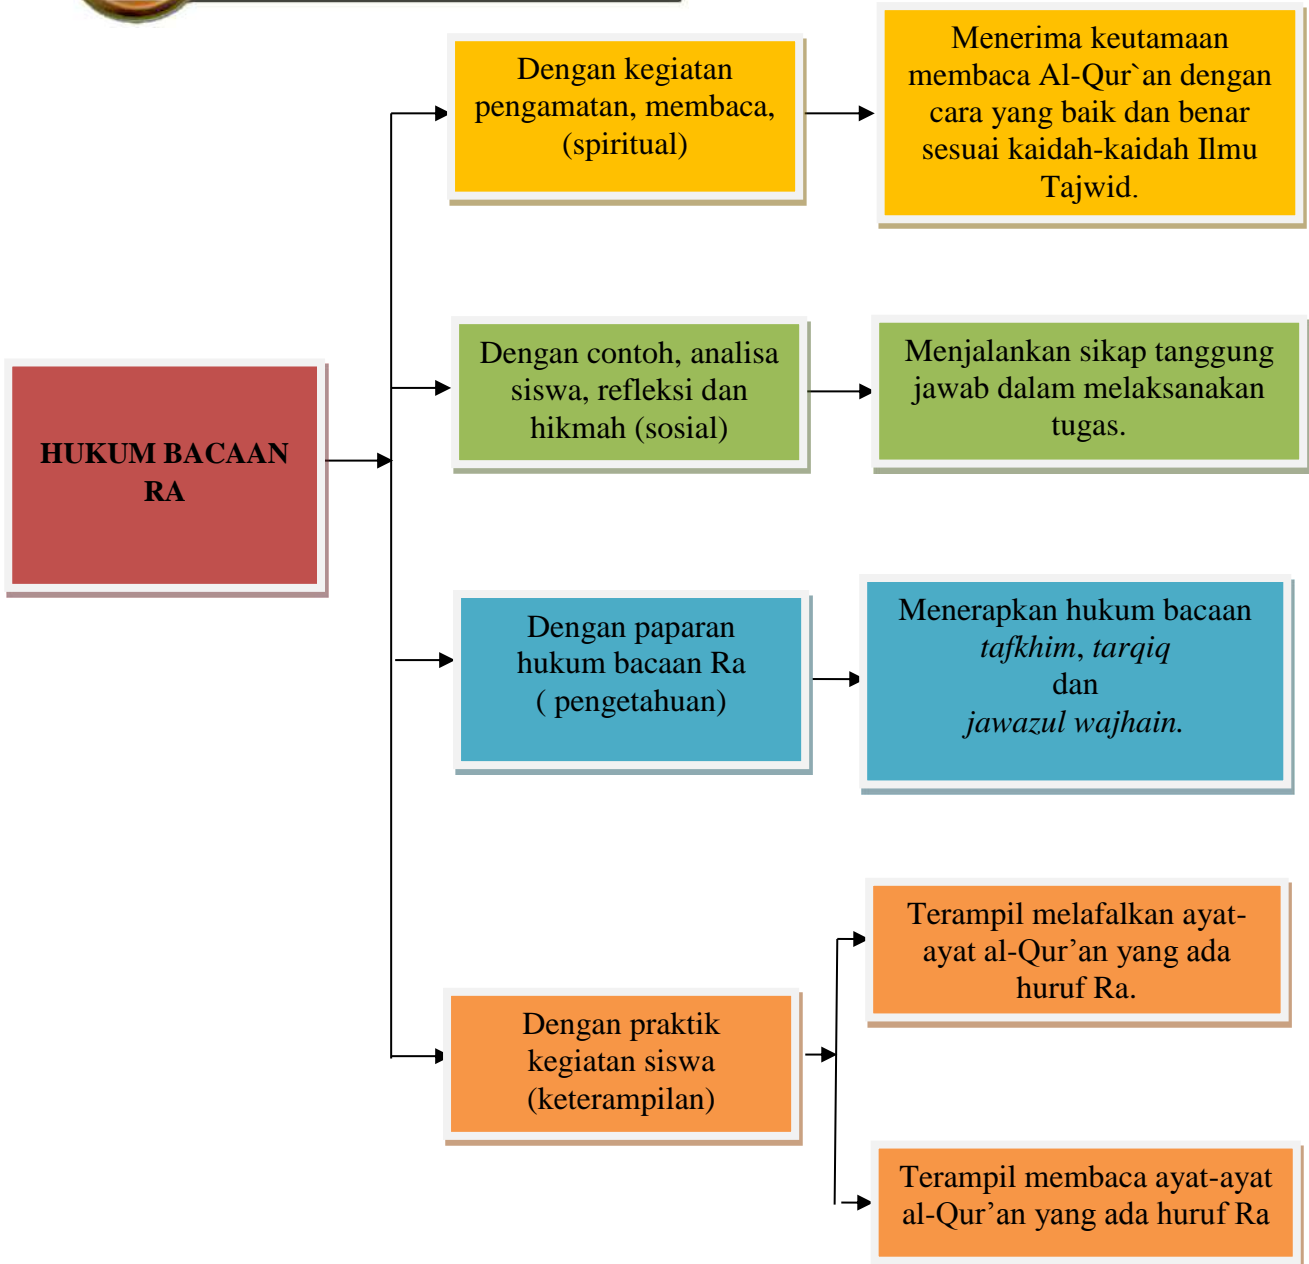 HUKUM BACAAN
RA
Dengan kegiatan
pengamatan, membaca,
(spiritual)
Menerima keutamaan
membaca Al-Qur`an dengan
cara yang baik dan benar
sesuai kaidah-kaidah Ilmu
Tajwid.
Dengan contoh, analisa
siswa, refleksi dan
hikmah (sosial)
Menjalankan sikap tanggung
jawab dalam melaksanakan
tugas.
Dengan paparan
hukum bacaan Ra
( pengetahuan)
Menerapkan hukum bacaan
tafkhim, tarqiq
dan
jawazul wajhain.
Dengan praktik
kegiatan siswa
(keterampilan)
Terampil melafalkan ayat-
ayat al-Qur’an yang ada
huruf Ra.
Terampil membaca ayat-ayat
al-Qur’an yang ada huruf Ra